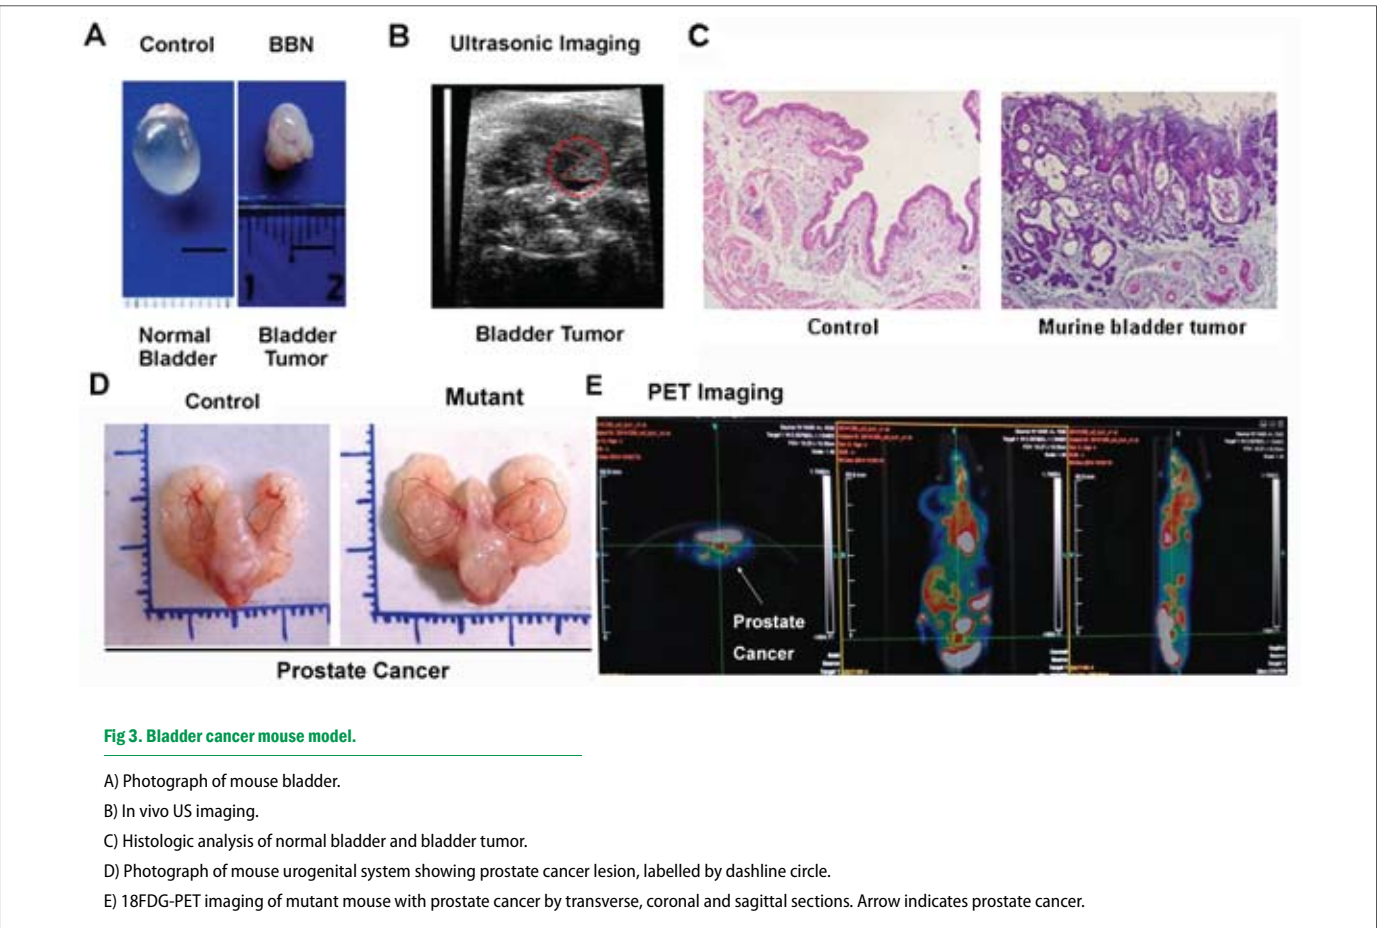 A
Control
BBN
B
Ultrasonic Imaging
C
1
2
Normal
Bladder
Bladder
Tumor
Bladder Tumor
Control
Murine bladder tumor
D
Control
Mutant
E
PET Imaging
Prostate
Cancer
Prostate Cancer
Fig 3. Bladder cancer mouse model.
A) Photograph of mouse bladder.
B) In vivo US imaging.
C) Histologic analysis of normal bladder and bladder tumor.
D) Photograph of mouse urogenital system showing prostate cancer lesion, labelled by dashline circle.
E) 18FDG-PET imaging of mutant mouse with prostate cancer by transverse, coronal and sagittal sections. Arrow indicates prostate cancer.